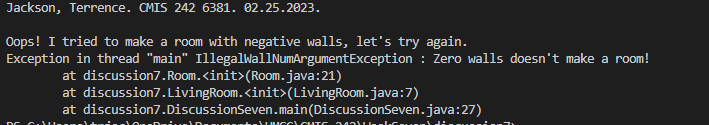 Jackson, Terrence. CMIS 242 6381. 02.25.2023.
Oops! I tried to make a room with negative walls, let's try again.
Exception in thread "main" IllegalWallNumArgumentException : Zero walls doesn't make a room!
at discussion7.Room.<init>(Room.java:21)
at discussion7.LivingRoom.<init>(LivingRoom.java:7)
at discussion7.DiscussionSeven.main(DiscussionSeven.java:27)